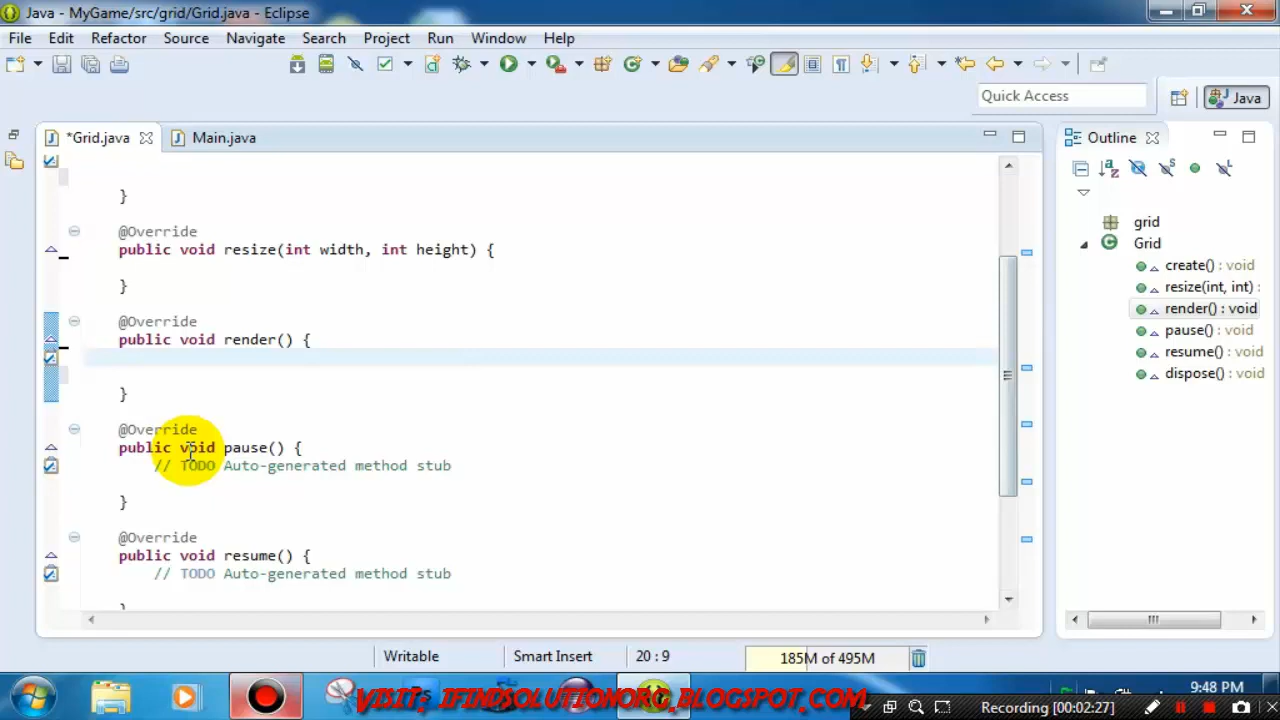 Java - MyGame/src/grid/Grid.java - Eclipse
File Edit Refactor Source Navigate Search Project Run Window Help
Quick Access
Java
*Grid.java
Main.java
Outline
}
@Override
public void resize(int width, int height) {
}
@Override
public void render() {
}
@Override
public void pause() {
// TODO Auto-generated method stub
}
@Override
public void resume() {
// TODO Auto-generated method stub
}
grid
Grid
create() : void
resize(int, int) :
render() : void
pause() : void
resume() : void
dispose() : void
Writable
Smart Insert
20 : 9
185M of 495M
VISIT: IFINDSOLUTIONORG.BLOGSPOT.COM
9:48 PM
Recording [00:02:27]